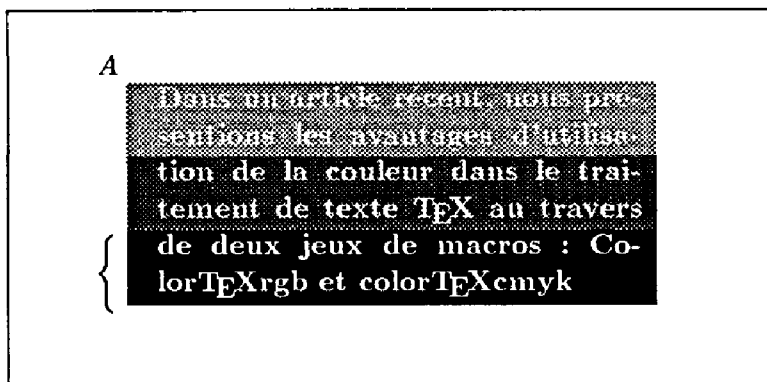 A
Dans un article récent, nous pré-
sentions les avantages d'utilisa-
tion de la couleur dans le trai-
tement de texte TEX au travers
de deux jeux de macros : Co-
lorTEXrgb et colorTEXcmyk